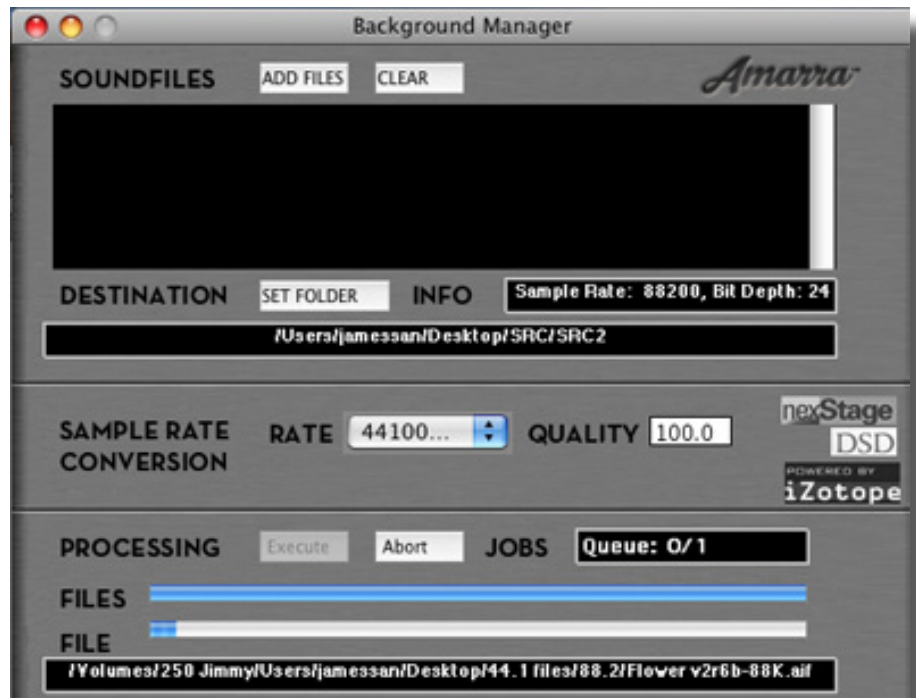 Background Manager
SOUNDFILES ADD FILES CLEAR Amarra
DESTINATION SET FOLDER INFO Sample Rate: 88200, Bit Depth: 24
/Users/jamessan/Desktop/SRC/SRC2
SAMPLE RATE CONVERSION RATE 44100... QUALITY 100.0
nexStage
DSD
POWERED BY
iZotope
PROCESSING Execute Abort JOBS Queue: 0/1
FILES
FILE
/Volumes/250 Jimmy/Users/jamessan/Desktop/44.1 files/88.2/Flower v2r6b-88K.aif